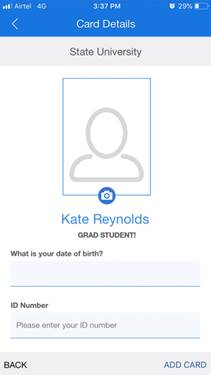 Airtel 4G 3:37 PM 29%
Card Details
State University
Kate Reynolds
GRAD STUDENT!
What is your date of birth?
ID Number
Please enter your ID number
BACK ADD CARD